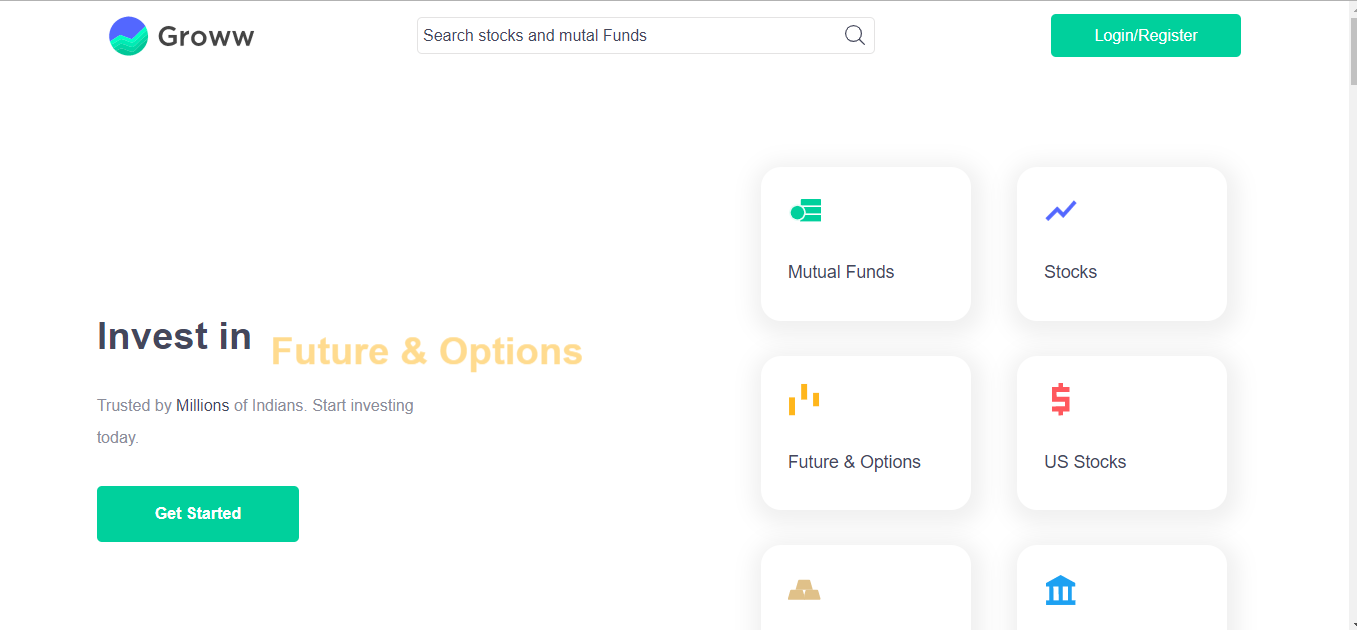 Groww
Search stocks and mutal Funds
Login/Register
Mutual Funds
Stocks
Invest in
Future & Options
Trusted by Millions of Indians. Start investing
today.
Future & Options
US Stocks
Get Started